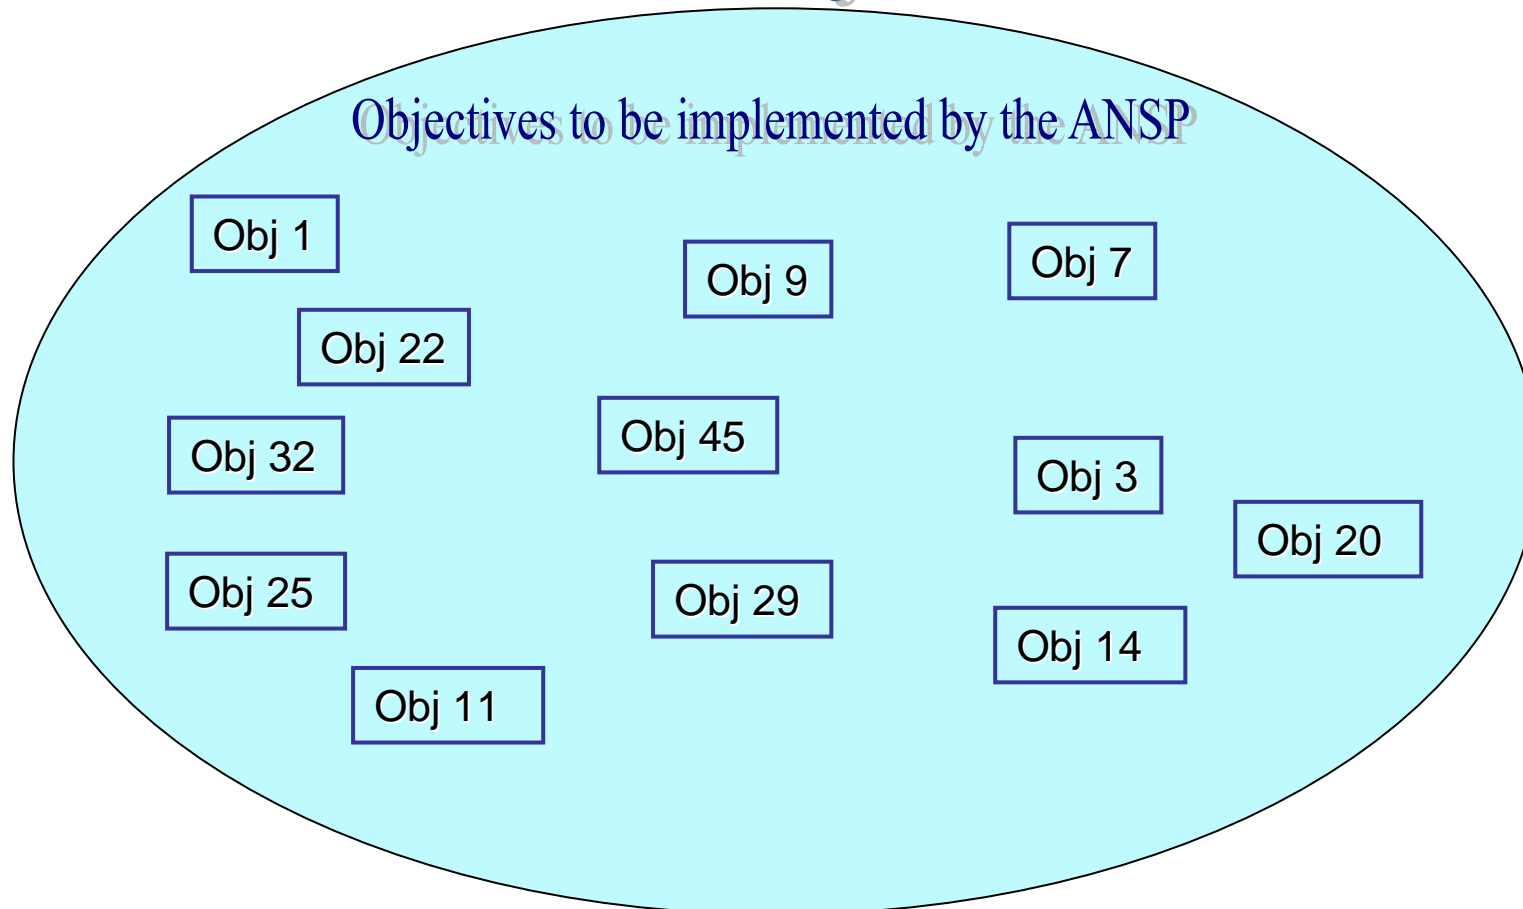 Objectives to be implemented by the ANSP
Obj 1
Obj 9
Obj 7
Obj 22
Obj 45
Obj 32
Obj 3
Obj 20
Obj 25
Obj 29
Obj 14
Obj 11